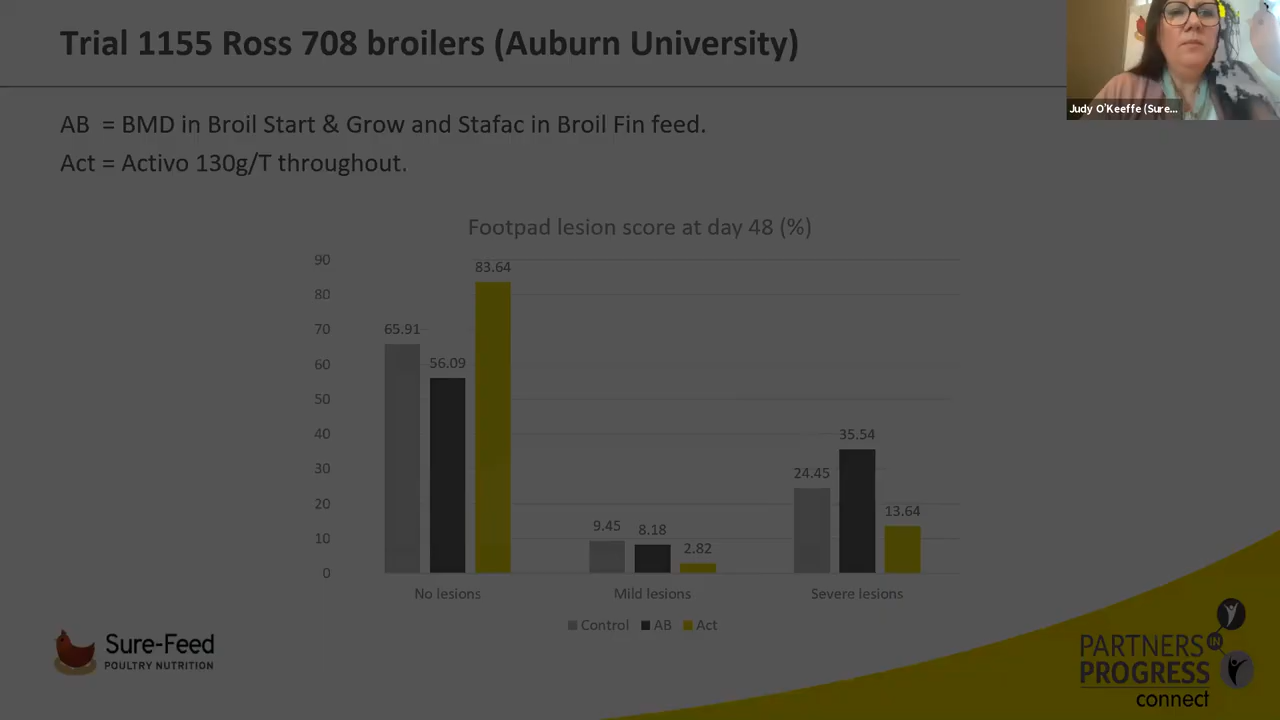 Trial 1155 Ross 708 broilers (Auburn University)
Judy O'Keeffe (Sure...
AB = BMD in Broil Start & Grow and Stafac in Broil Fin feed.
Act = Activo 130g/T throughout.
Footpad lesion score at day 48 (%)
90
80
70
60
50
40
30
20
10
0
65.91
56.09
83.64
9.45
8.18
2.82
24.45
35.54
13.64
No lesions
Mild lesions
Severe lesions
Control
AB
Act
Sure-Feed
POULTRY NUTRITION
PARTNERS IN
PROGRESS
connect